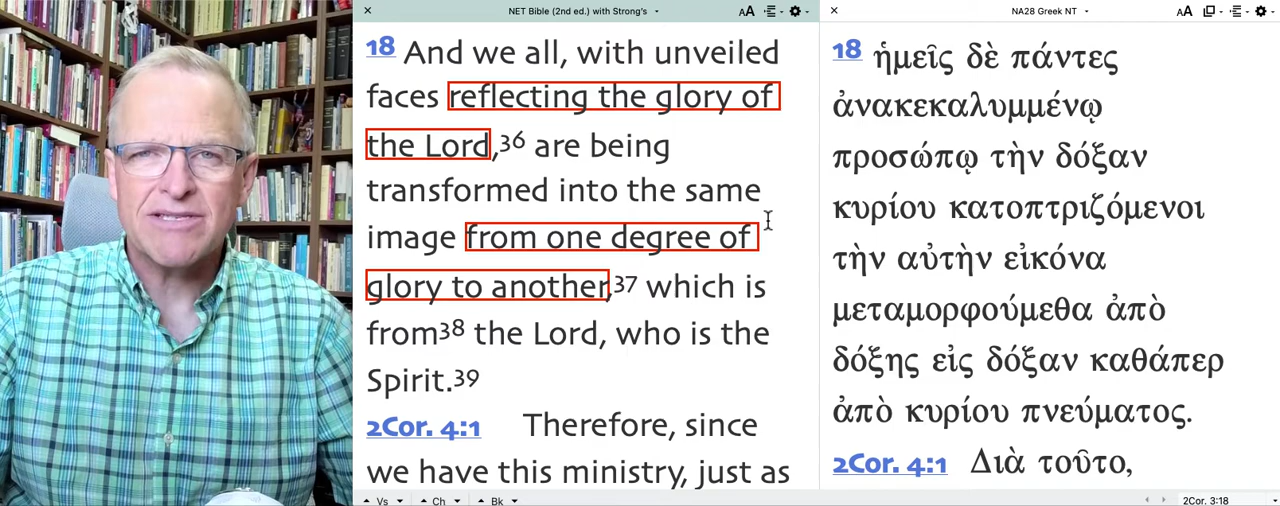 NET Bible (2nd ed.) with Strong's
18 And we all, with unveiled
faces reflecting the glory of
the Lord,36 are being
transformed into the same
image from one degree of
glory to another,37 which is
from38 the Lord, who is the
Spirit.39
2Cor. 4:1 Therefore, since
we have this ministry, just as
Vs Ch Bk
NA28 Greek NT
18 ἡμεῖς δὲ πάντες
ἀνακεκαλυμμένῳ
προσώπῳ τὴν δόξαν
κυρίου κατοπτριζόμενοι
τὴν αὐτὴν εἰκόνα
μεταμορφούμεθα ἀπὸ
δόξης εἰς δόξαν καθάπερ
ἀπὸ κυρίου πνεύματος.
2Cor. 4:1 Διὰ τοῦτο,
2Cor. 3:18